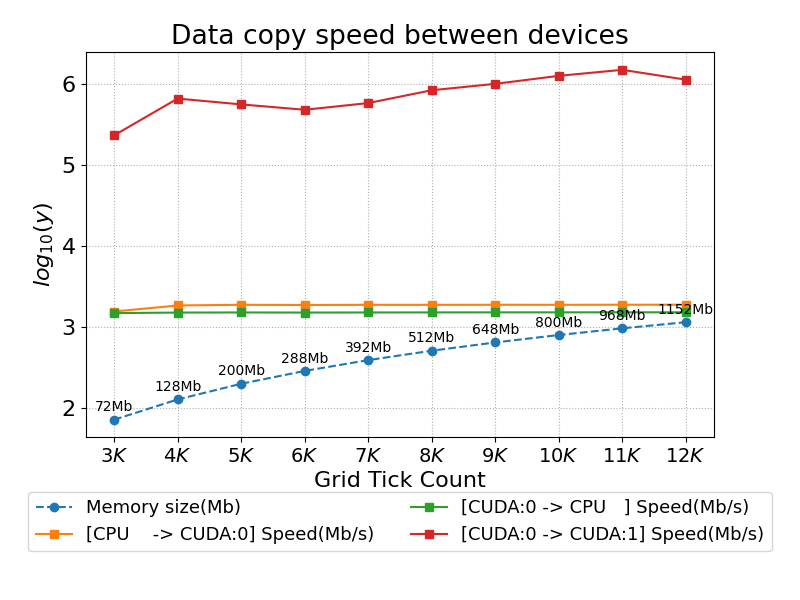 Data copy speed between devices
log10(y)
6
5
4
3
2
72Mb
128Mb
200Mb
288Mb
392Mb
512Mb
648Mb
800Mb
968Mb
1152Mb
3K 4K 5K 6K 7K 8K 9K 10K 11K 12K
Grid Tick Count
Memory size(Mb)
[CPU -> CUDA:0] Speed(Mb/s)
[CUDA:0 -> CPU ] Speed(Mb/s)
[CUDA:0 -> CUDA:1] Speed(Mb/s)